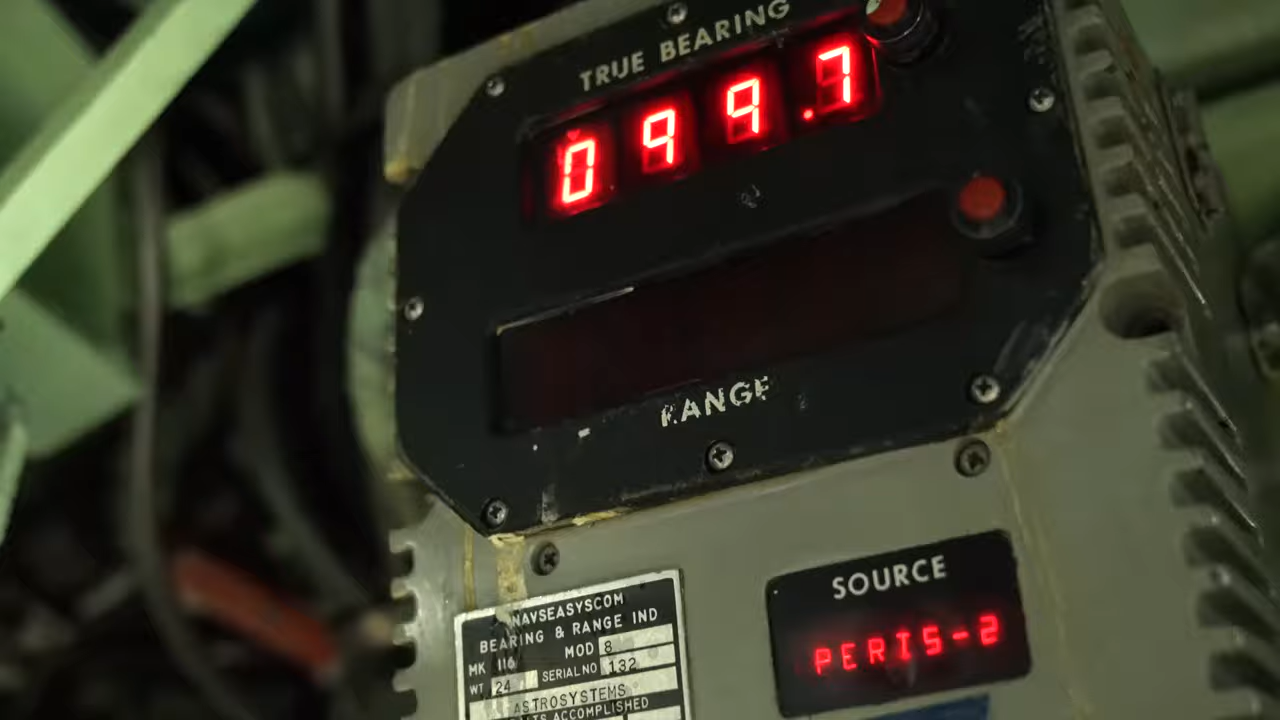 TRUE BEARING
099.7
RANGE
SOURCE
PERIS-2
NAVSEASYSCOM
BEARING & RANGE IND
MK 116 MOD 8
WT 24 SERIAL NO 132
ASTROSYSTEMS
ACCOMPLISHED